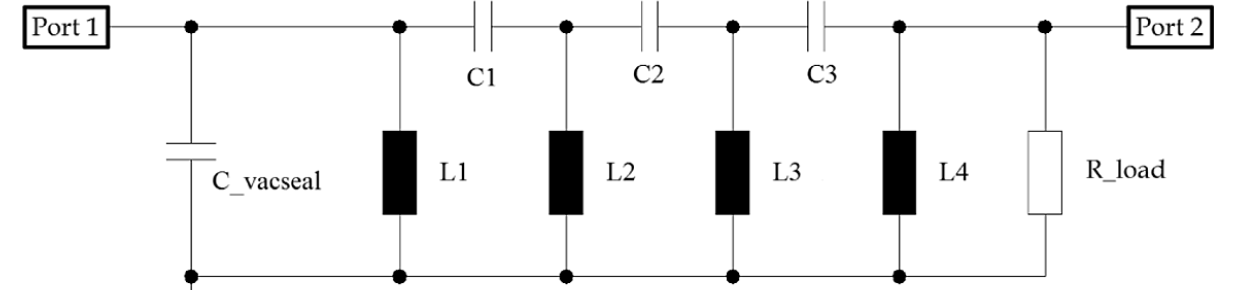 Port 1
Port 2
C1
C2
C3
C_vacseal
L1
L2
L3
L4
R_load